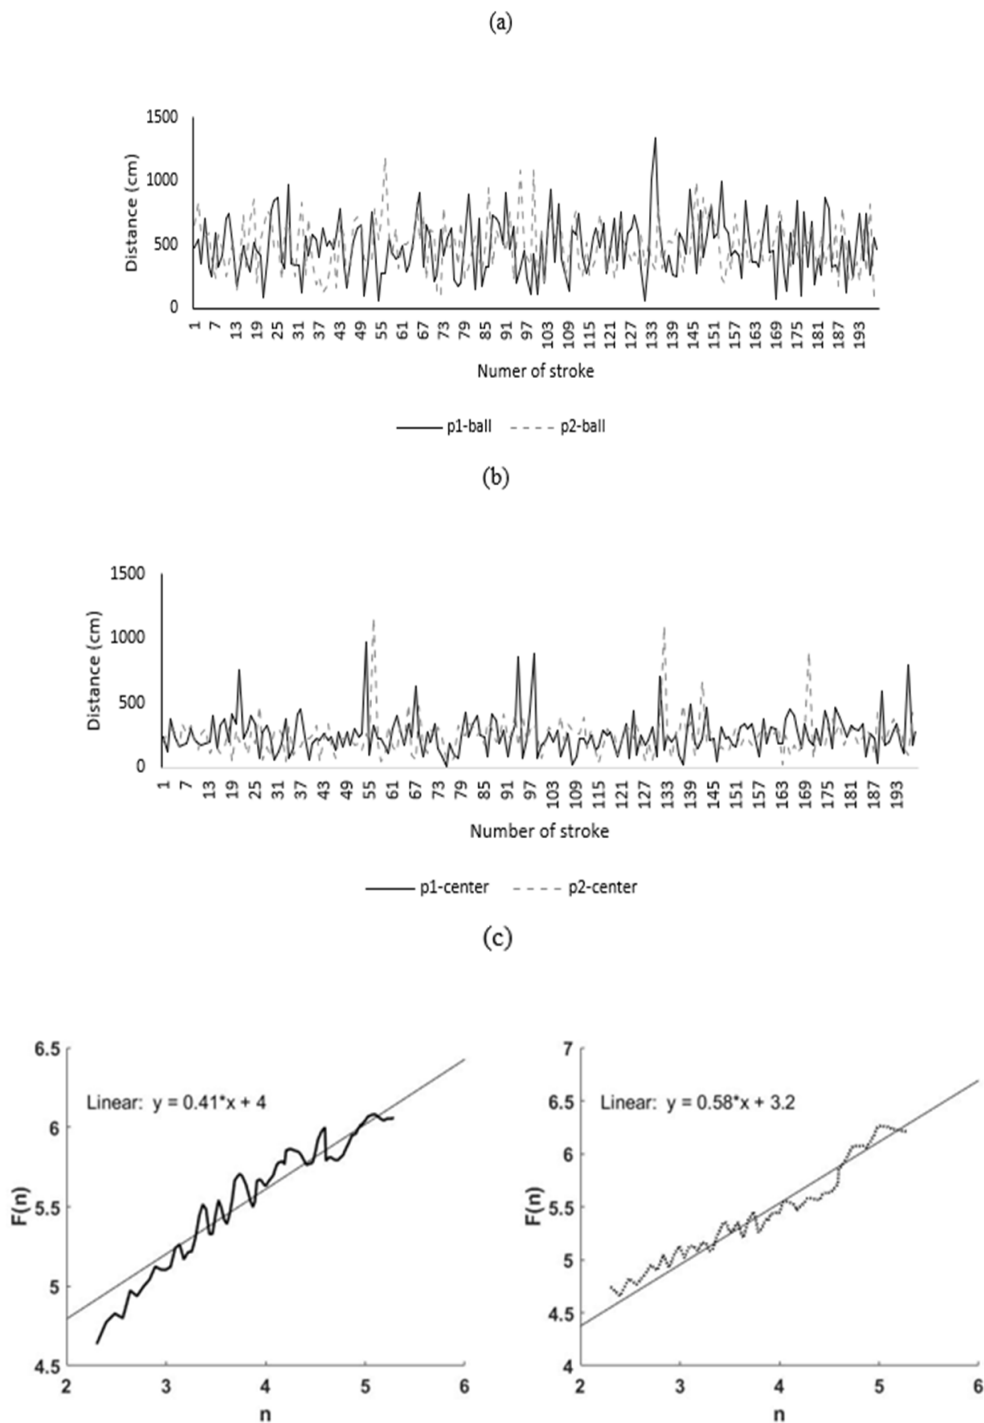 (a)
1500
1000
500
0
Distance (cm)
1 7 13 19 25 31 37 43 49 55 61 67 73 79 85 91 97 103 109 115 121 127 133 139 145 151 157 163 169 175 181 187 193
Numer of stroke
p1-ball p2-ball
(b)
1500
1000
500
0
Distance (cm)
1 7 13 19 25 31 37 43 49 55 61 67 73 79 85 91 97 103 109 115 121 127 133 139 145 151 157 163 169 175 181 187 193
Number of stroke
p1-center p2-center
(c)
6.5
6
5.5
5
4.5
F(n)
Linear: y = 0.41*x + 4
2 3 4 5 6
n
7
6.5
6
5.5
5
4.5
4
F(n)
Linear: y = 0.58*x + 3.2
2 3 4 5 6
n